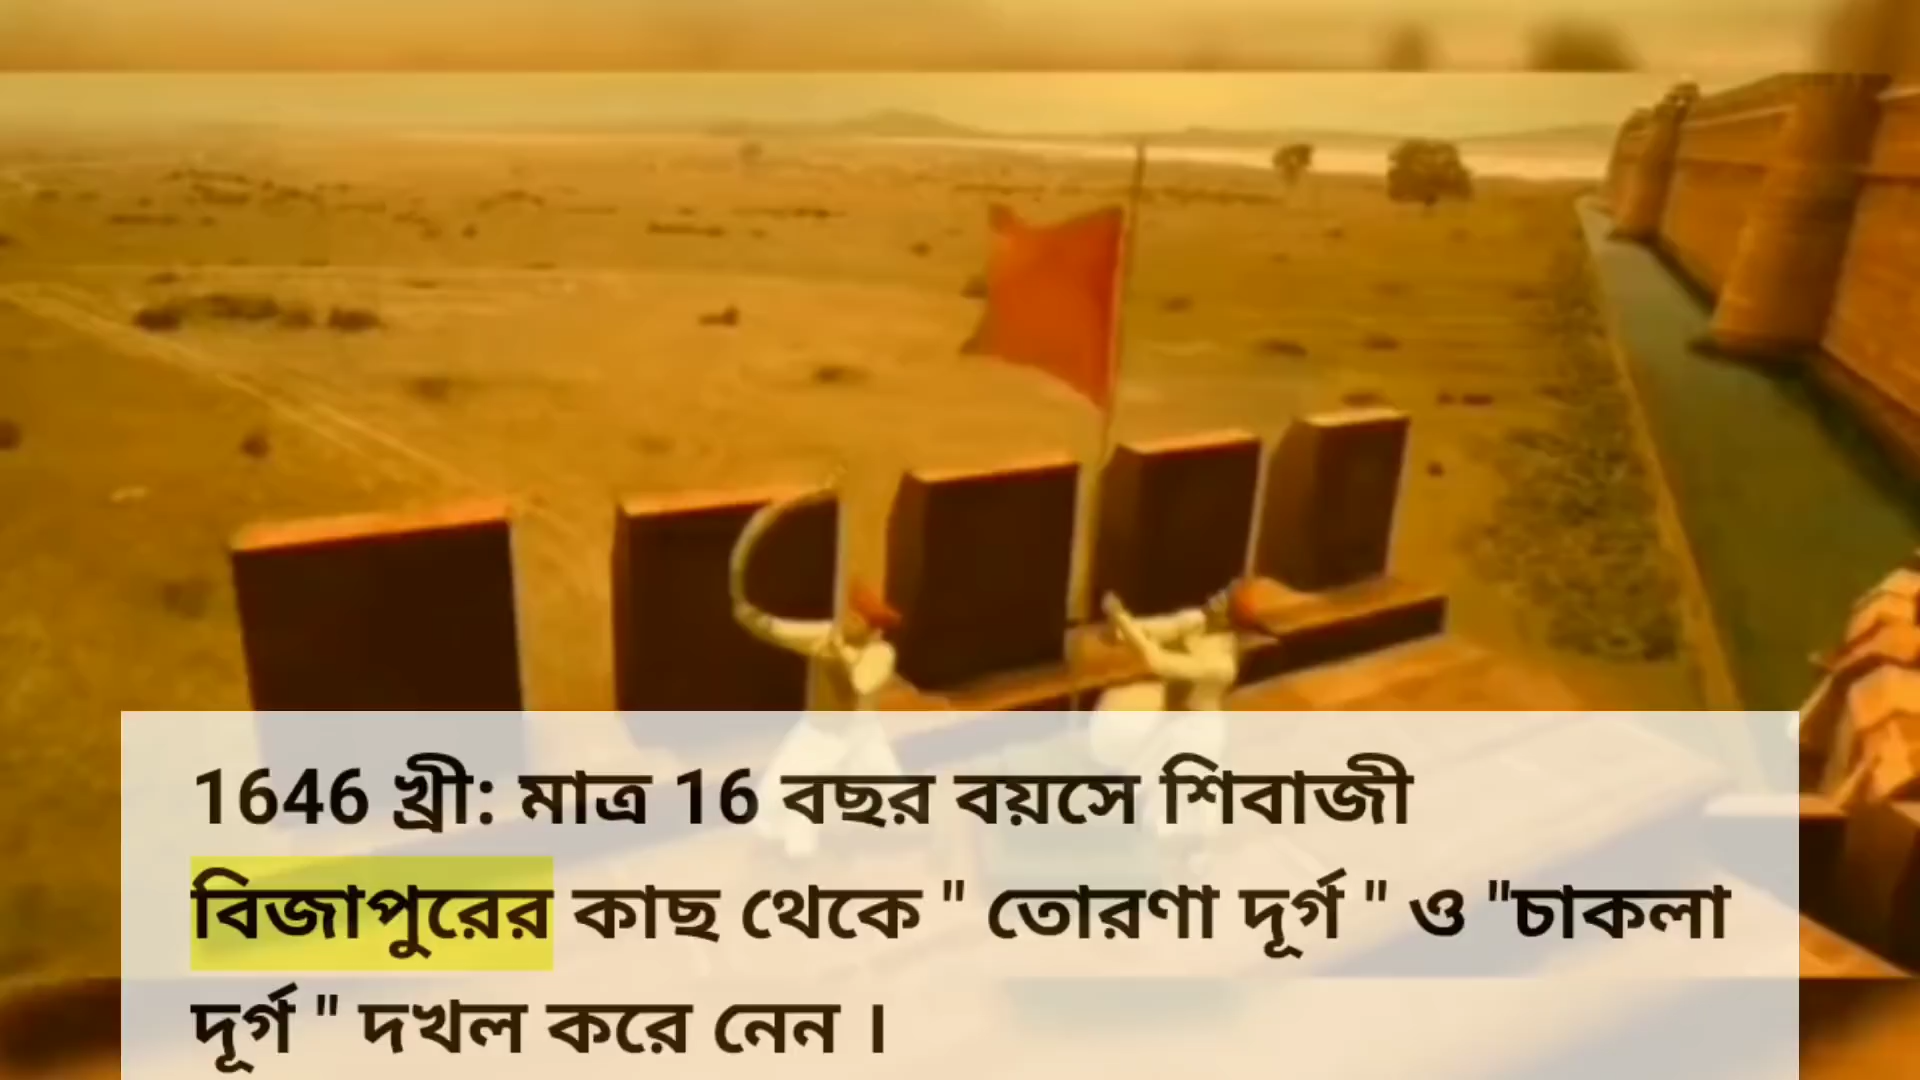 1646 খ্রী: মাত্র 16 বছর বয়সে শিবাজী
বিজাপুরের কাছ থেকে " তোরণা দূর্গ " ও "চাকলা
দূর্গ " দখল করে নেন ।